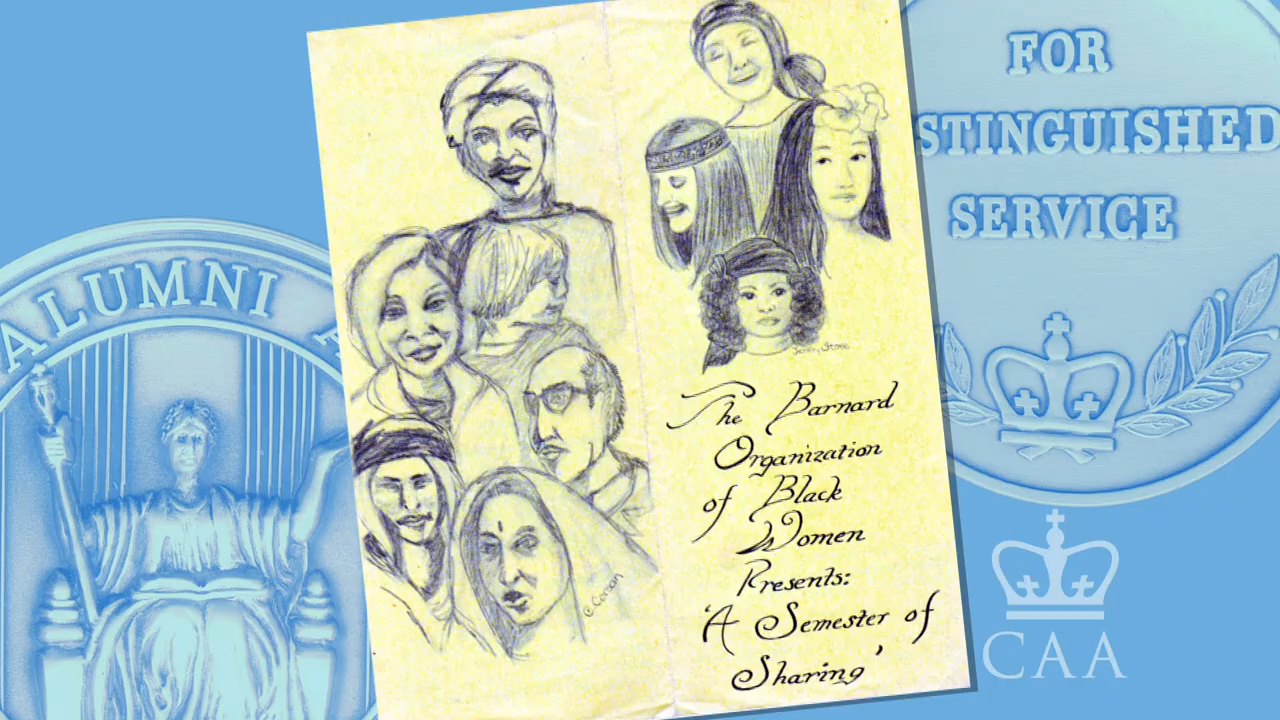 ALUMNI
FOR
STINGUISHED
SERVICE
The Barnard
Organization
of Black
Women
Presents:
'A Semester of
Sharing'
CAA